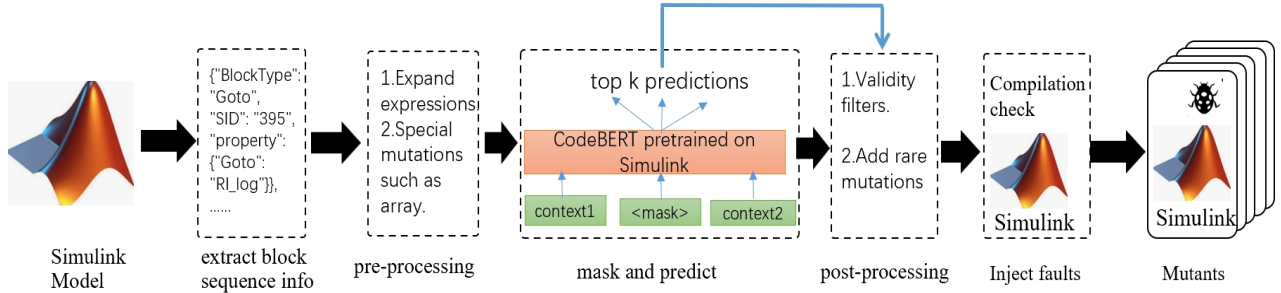 Simulink
Model
{"BlockType":
"Goto",
"SID": "395",
"property":
{"Goto":
"RI_log"}},
......
extract block
sequence info
1.Expand
expressions
2.Special
mutations
such as
array.
pre-processing
top k predictions
CodeBERT pretrained on
Simulink
context1
<mask>
context2
mask and predict
1.Validity
filters.
2.Add rare
mutations
post-processing
Compilation
check
Simulink
Inject faults
Simulink
Mutants